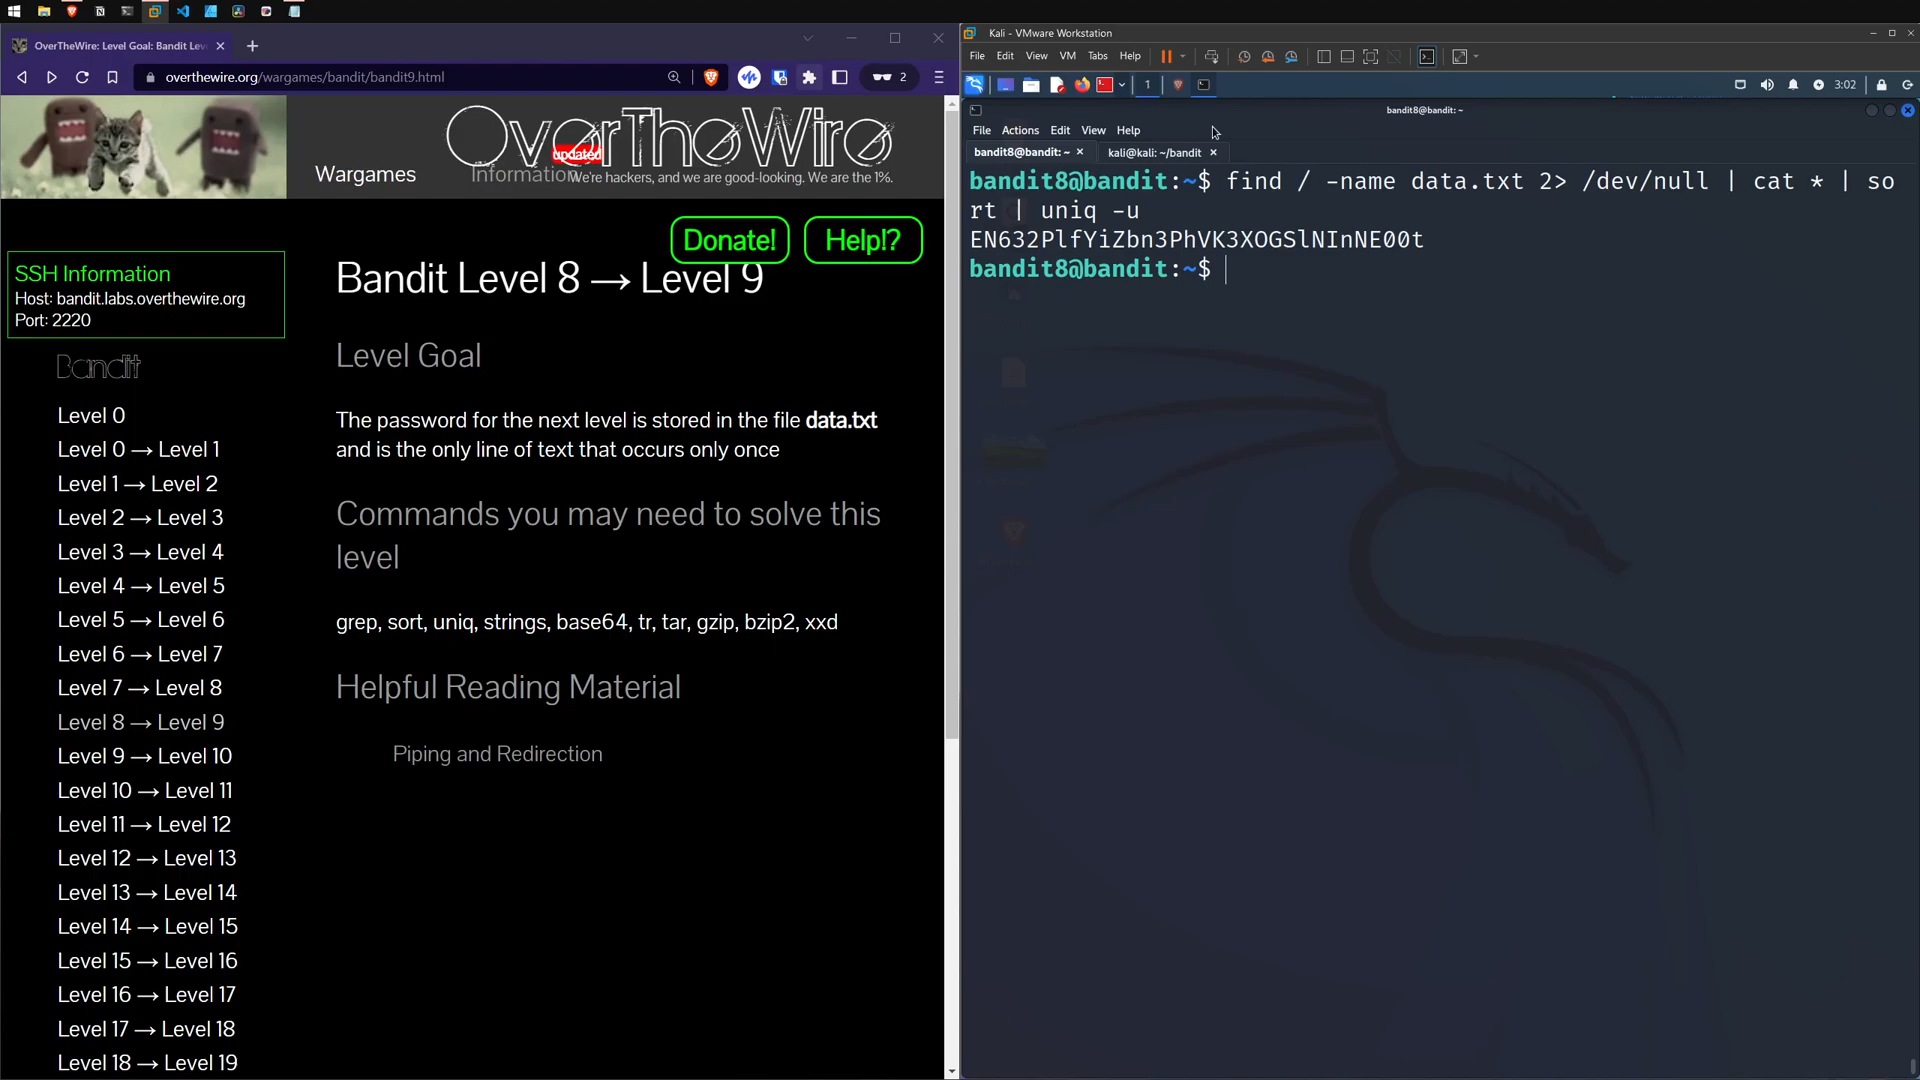 OverTheWire: Level Goal: Bandit Lev
overthewire.org/wargames/bandit/bandit9.html
2
OverTheWire
updated
Wargames
Information
We're hackers, and we are good-looking. We are the 1%.
Donate!
Help!?
SSH Information
Host: bandit.labs.overthewire.org
Port: 2220
Bandit
Level 0
Level 0 → Level 1
Level 1 → Level 2
Level 2 → Level 3
Level 3 → Level 4
Level 4 → Level 5
Level 5 → Level 6
Level 6 → Level 7
Level 7 → Level 8
Level 8 → Level 9
Level 9 → Level 10
Level 10 → Level 11
Level 11 → Level 12
Level 12 → Level 13
Level 13 → Level 14
Level 14 → Level 15
Level 15 → Level 16
Level 16 → Level 17
Level 17 → Level 18
Level 18 → Level 19
Bandit Level 8 → Level 9
Level Goal
The password for the next level is stored in the file data.txt
and is the only line of text that occurs only once
Commands you may need to solve this
level
grep, sort, uniq, strings, base64, tr, tar, gzip, bzip2, xxd
Helpful Reading Material
Piping and Redirection
Kali - VMware Workstation
File Edit View VM Tabs Help
1
3:02
bandit8@bandit: ~
File Actions Edit View Help
bandit8@bandit: ~ kali@kali: ~/bandit
bandit8@bandit:~$ find / -name data.txt 2> /dev/null | cat * | so
rt | uniq -u
EN632PlfYiZbn3PhVK3XOGSlNInNE00t
bandit8@bandit:~$